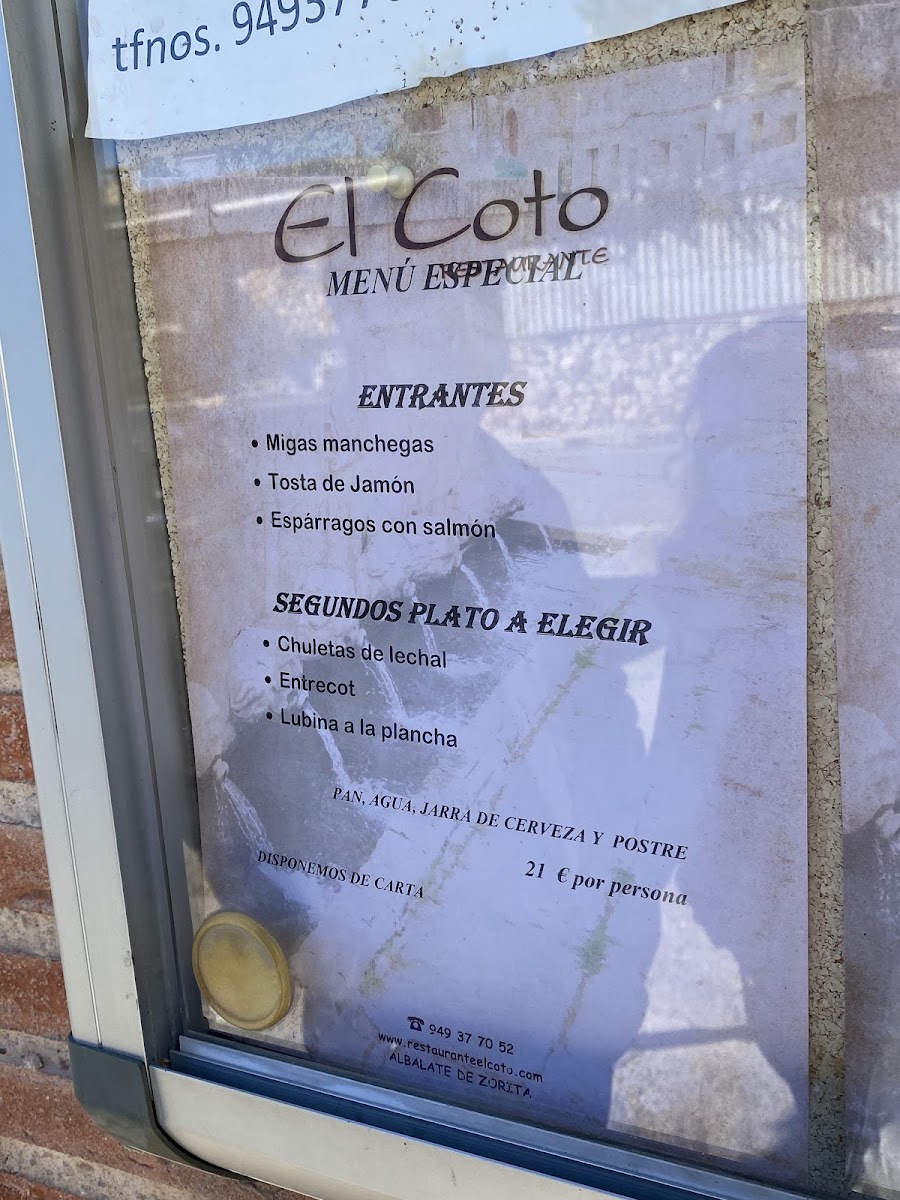 tfnos. 949377
El Coto
RESTAURANTE
MENÚ ESPECIAL
ENTRANTES
• Migas manchegas
• Tosta de Jamón
• Espárragos con salmón
SEGUNDOS PLATO A ELEGIR
• Chuletas de lechal
• Entrecot
• Lubina a la plancha
PAN, AGUA, JARRA DE CERVEZA Y POSTRE
21 € por persona
DISPONEMOS DE CARTA
☎ 949 37 70 52
www.restauranteelcoto.com
ALBALATE DE ZORITA